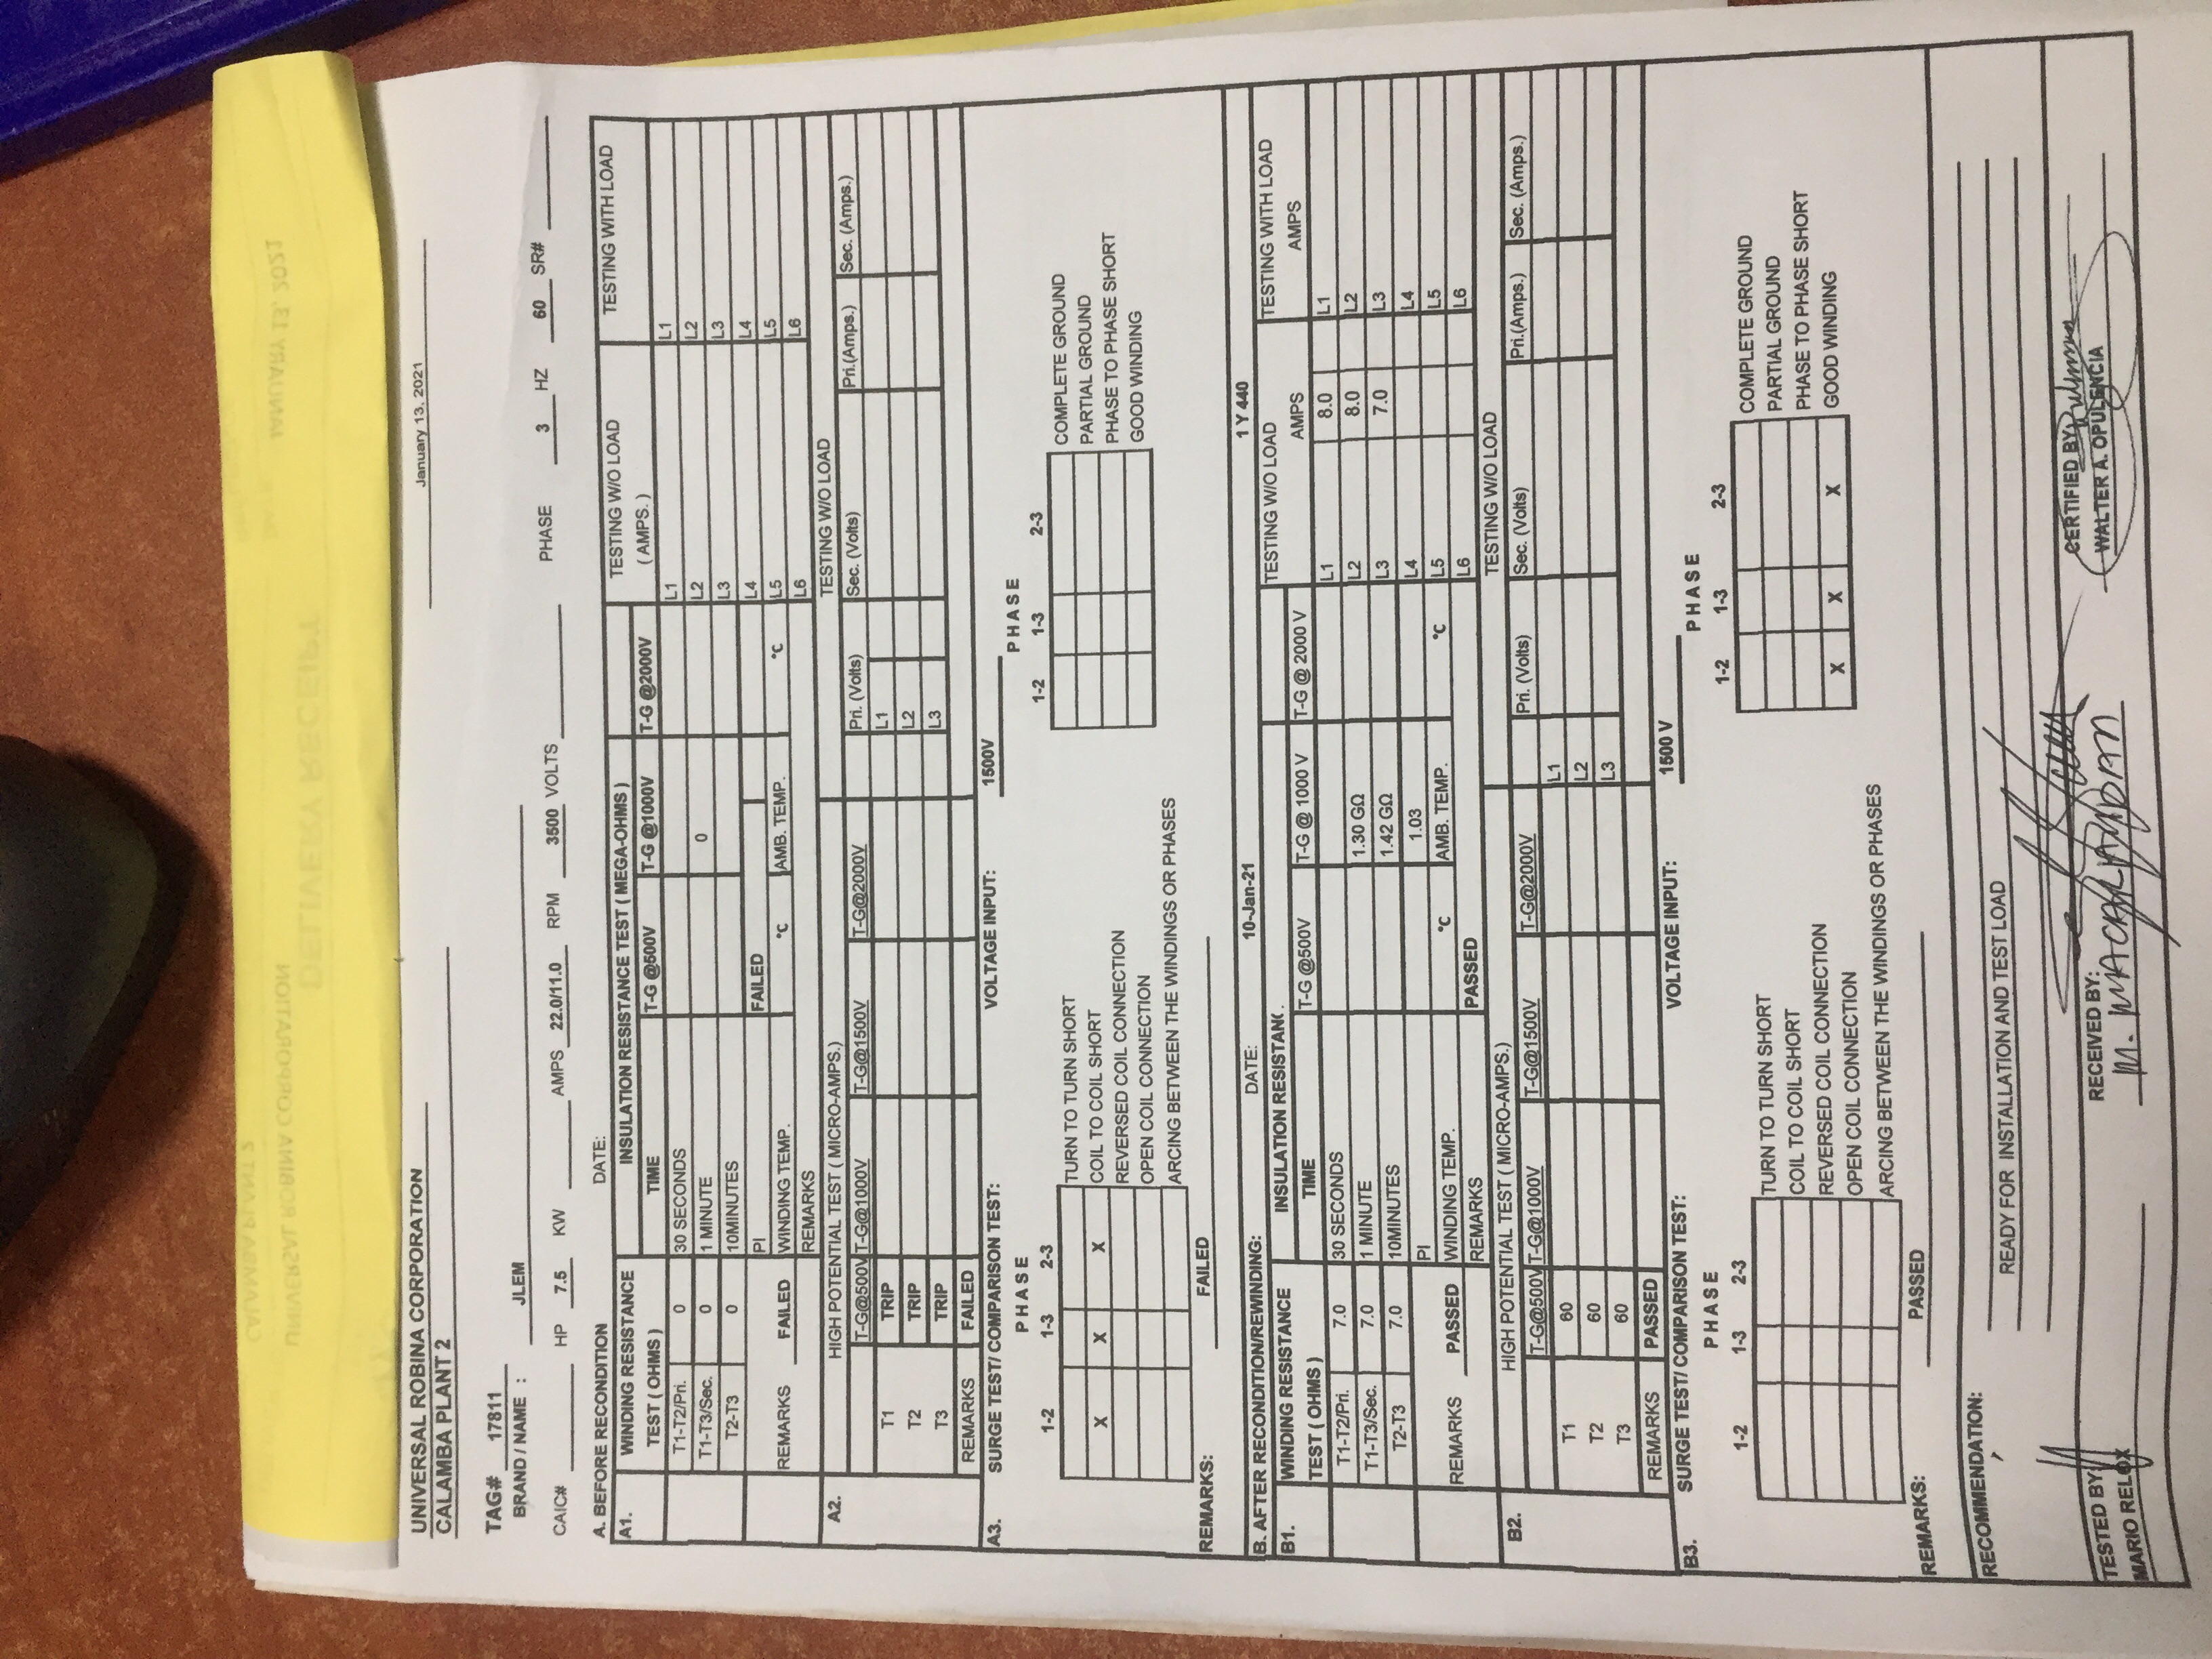 CALAMBA PLANT 2
UNIVERSAL ROBINA CORPORATION
JANUARY 13, 2021
DELIVERY RECEIPT
UNIVERSAL ROBINA CORPORATION January 13, 2021
CALAMBA PLANT 2
TAG# 17811
BRAND / NAME : JLEM
CAIC# HP 7.5 KW AMPS 22.0/11.0 RPM 3500 VOLTS PHASE 3 HZ 60 SR#
A. BEFORE RECONDITION DATE:
A1. WINDING RESISTANCE INSULATION RESISTANCE TEST ( MEGA-OHMS ) TESTING W/O LOAD TESTING WITH LOAD
TEST ( OHMS ) TIME T-G @500V T-G @1000V T-G @2000V ( AMPS. )
T1-T2/Pri. 0 30 SECONDS L1 L1
T1-T3/Sec. 0 1 MINUTE 0 L2 L2
T2-T3 0 10MINUTES L3 L3
PI FAILED L4 L4
REMARKS FAILED WINDING TEMP. °C AMB. TEMP. °C L5 L5
REMARKS L6 L6
A2. HIGH POTENTIAL TEST ( MICRO-AMPS.) TESTING W/O LOAD
T-G@500V T-G@1000V T-G@1500V T-G@2000V Pri. (Volts) Sec. (Volts) Pri.(Amps.) Sec. (Amps.)
T1 TRIP L1
T2 TRIP L2
T3 TRIP L3
REMARKS FAILED
A3. SURGE TEST/ COMPARISON TEST: VOLTAGE INPUT: 1500V
PHASE PHASE
1-2 1-3 2-3 1-2 1-3 2-3
TURN TO TURN SHORT COMPLETE GROUND
X X X COIL TO COIL SHORT PARTIAL GROUND
REVERSED COIL CONNECTION PHASE TO PHASE SHORT
OPEN COIL CONNECTION GOOD WINDING
ARCING BETWEEN THE WINDINGS OR PHASES
REMARKS: FAILED
B. AFTER RECONDITION/REWINDING: DATE: 10-Jan-21 1 Y 440
B1. WINDING RESISTANCE INSULATION RESISTAN( . TESTING W/O LOAD TESTING WITH LOAD
TEST ( OHMS ) TIME T-G @500V T-G @ 1000 V T-G @ 2000 V AMPS AMPS
T1-T2/Pri. 7.0 30 SECONDS L1 8.0 L1
T1-T3/Sec. 7.0 1 MINUTE 1.30 GΩ L2 8.0 L2
T2-T3 7.0 10MINUTES 1.42 GΩ L3 7.0 L3
PI 1.03 L4 L4
REMARKS PASSED WINDING TEMP. °C AMB. TEMP. °C L5 L5
REMARKS PASSED L6 L6
B2. HIGH POTENTIAL TEST ( MICRO-AMPS.) TESTING W/O LOAD
T-G@500V T-G@1000V T-G@1500V T-G@2000V Pri. (Volts) Sec. (Volts) Pri.(Amps.) Sec. (Amps.)
T1 60 L1
T2 60 L2
T3 60 L3
REMARKS PASSED
B3. SURGE TEST/ COMPARISON TEST: VOLTAGE INPUT: 1500 V
PHASE PHASE
1-2 1-3 2-3 1-2 1-3 2-3
TURN TO TURN SHORT COMPLETE GROUND
COIL TO COIL SHORT PARTIAL GROUND
REVERSED COIL CONNECTION PHASE TO PHASE SHORT
OPEN COIL CONNECTION X X X GOOD WINDING
ARCING BETWEEN THE WINDINGS OR PHASES
REMARKS: PASSED
RECOMMENDATION:
READY FOR INSTALLATION AND TEST LOAD
TESTED BY: RECEIVED BY: CERTIFIED BY:
MARIO RELOX M. WALTER A. OPULENCIA